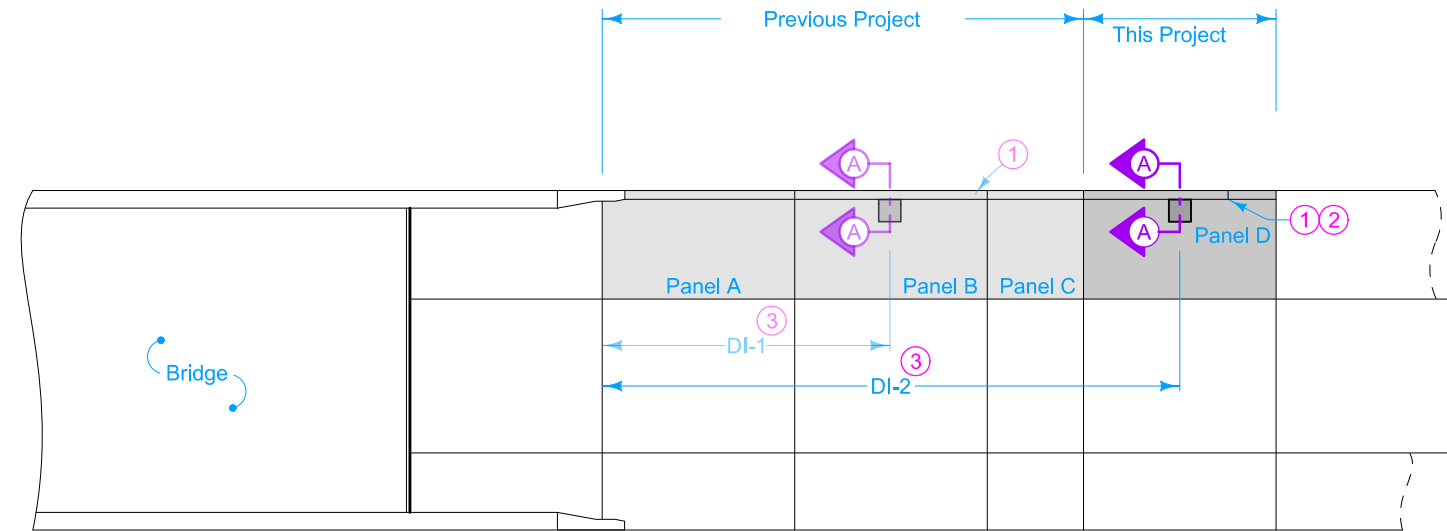 Previous Project
This Project
A
A
1
A
A
1 2
Panel D
Panel A
Panel B
Panel C
3
DI-1
3
DI-2
Bridge